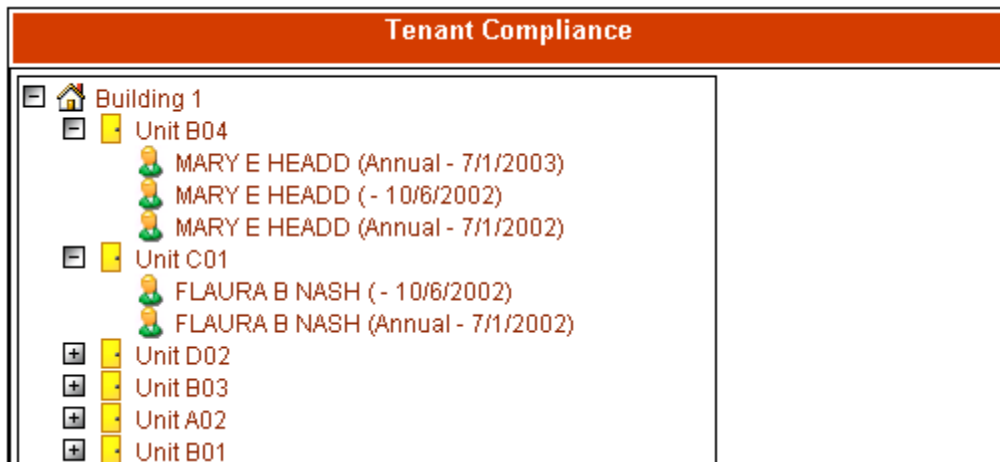 Tenant Compliance
Building 1
Unit B04
MARY E HEADD (Annual - 7/1/2003)
MARY E HEADD ( - 10/6/2002)
MARY E HEADD (Annual - 7/1/2002)
Unit C01
FLAURA B NASH ( - 10/6/2002)
FLAURA B NASH (Annual - 7/1/2002)
Unit D02
Unit B03
Unit A02
Unit B01